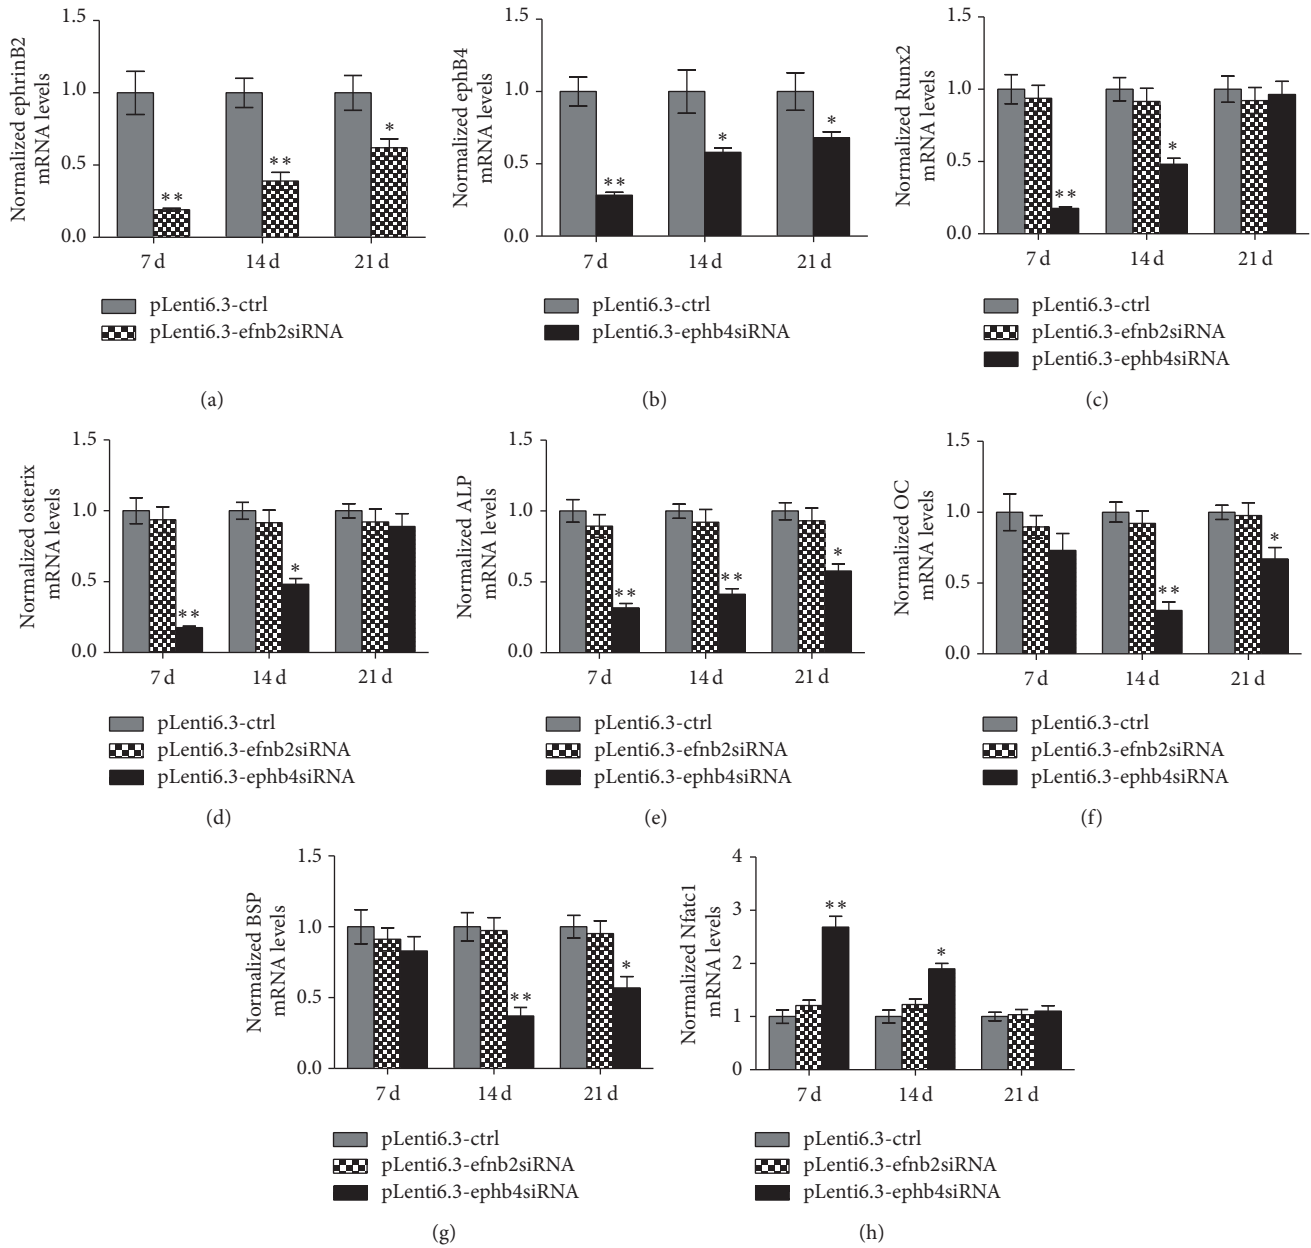 Normalized ephrinB2
mRNA levels
1.5
1.0
0.5
0.0
**
**
*
7 d 14 d 21 d
pLenti6.3-ctrl
pLenti6.3-efnb2siRNA
(a)
Normalized ephB4
mRNA levels
1.5
1.0
0.5
0.0
**
*
*
7 d 14 d 21 d
pLenti6.3-ctrl
pLenti6.3-ephb4siRNA
(b)
Normalized Runx2
mRNA levels
1.5
1.0
0.5
0.0
**
*
7 d 14 d 21 d
pLenti6.3-ctrl
pLenti6.3-efnb2siRNA
pLenti6.3-ephb4siRNA
(c)
Normalized osterix
mRNA levels
1.5
1.0
0.5
0.0
**
*
7 d 14 d 21 d
pLenti6.3-ctrl
pLenti6.3-efnb2siRNA
pLenti6.3-ephb4siRNA
(d)
Normalized ALP
mRNA levels
1.5
1.0
0.5
0.0
**
**
*
7 d 14 d 21 d
pLenti6.3-ctrl
pLenti6.3-efnb2siRNA
pLenti6.3-ephb4siRNA
(e)
Normalized OC
mRNA levels
1.5
1.0
0.5
0.0
**
*
7 d 14 d 21 d
pLenti6.3-ctrl
pLenti6.3-efnb2siRNA
pLenti6.3-ephb4siRNA
(f)
Normalized BSP
mRNA levels
1.5
1.0
0.5
0.0
**
*
7 d 14 d 21 d
pLenti6.3-ctrl
pLenti6.3-efnb2siRNA
pLenti6.3-ephb4siRNA
(g)
Normalized Nfatc1
mRNA levels
4
3
2
1
0
**
*
7 d 14 d 21 d
pLenti6.3-ctrl
pLenti6.3-efnb2siRNA
pLenti6.3-ephb4siRNA
(h)